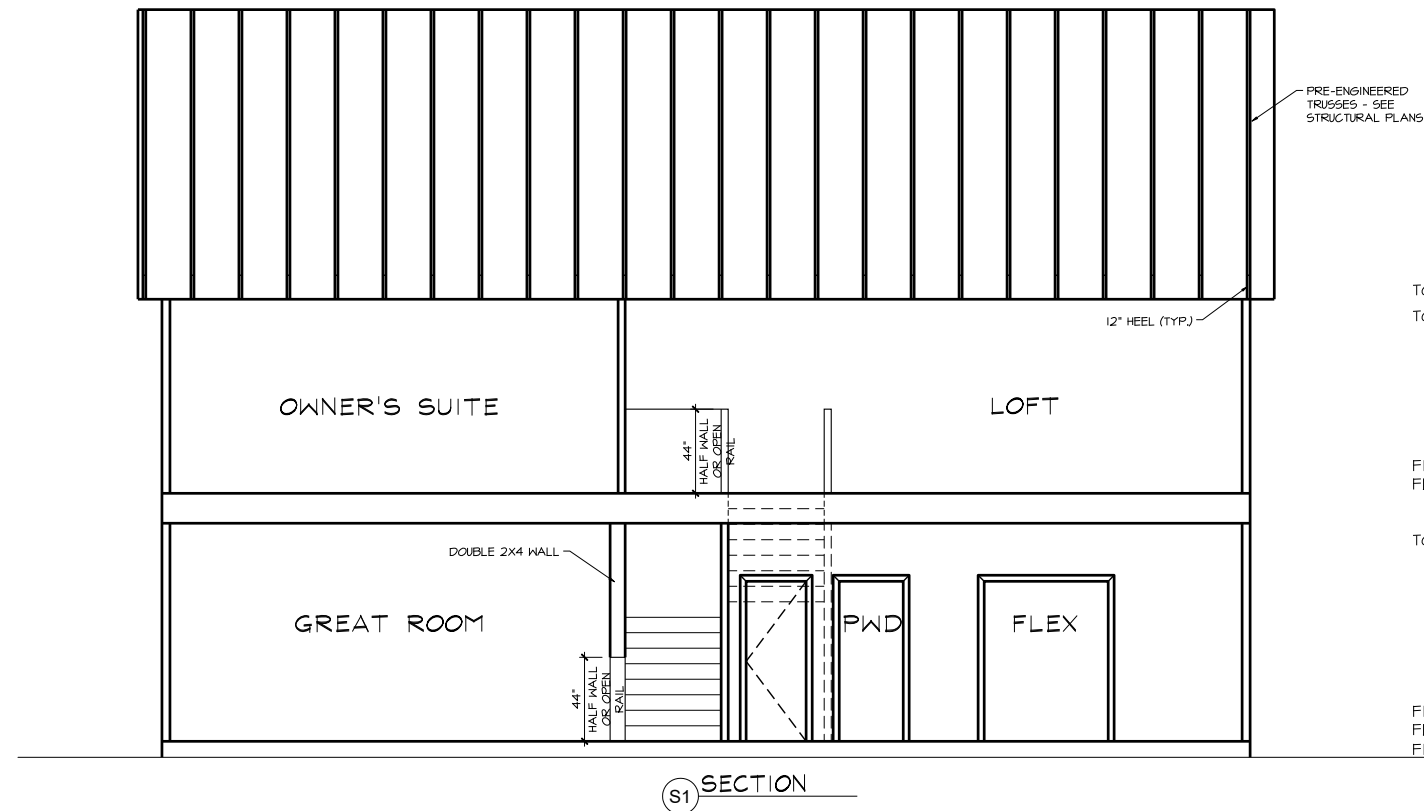 PRE-ENGINEERED
TRUSSES - SEE
STRUCTURAL PLANS
12" HEEL (TYP.)
OWNER'S SUITE
LOFT
44"
HALF WALL
OR OPEN
RAIL
DOUBLE 2X4 WALL
GREAT ROOM
PWD
FLEX
44"
HALF WALL
OR OPEN
RAIL
S1
SECTION